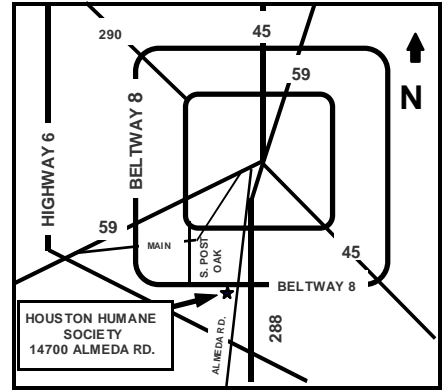 290
45
59
N
HIGHWAY 6
BELTWAY 8
59
MAIN
S. POST
OAK
45
BELTWAY 8
HOUSTON HUMANE
SOCIETY
14700 ALMEDA RD.
ALMEDA RD.
288